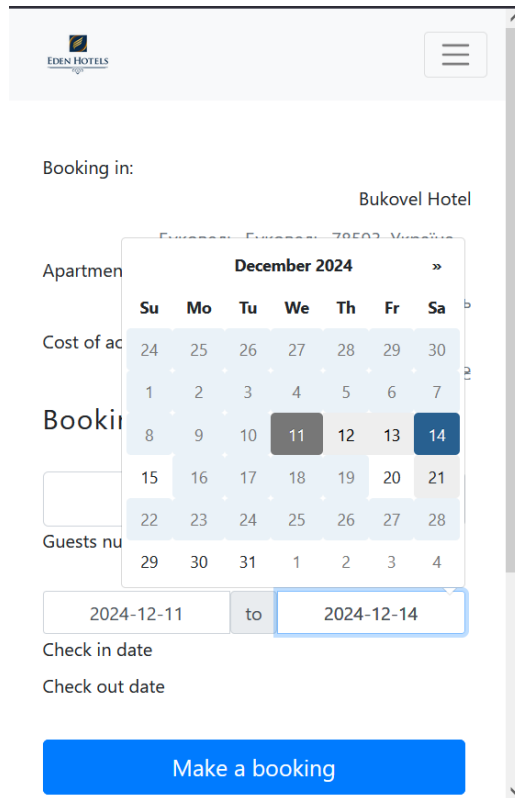 EDEN HOTELS
Booking in:
Bukovel Hotel
78593, Україна
Apartmen
December 2024 »
Su Mo Tu We Th Fr Sa
Cost of ac
24 25 26 27 28 29 30
1 2 3 4 5 6 7
Bookin
8 9 10 11 12 13 14
15 16 17 18 19 20 21
22 23 24 25 26 27 28
Guests nu
29 30 31 1 2 3 4
2024-12-11 to 2024-12-14
Check in date
Check out date
Make a booking